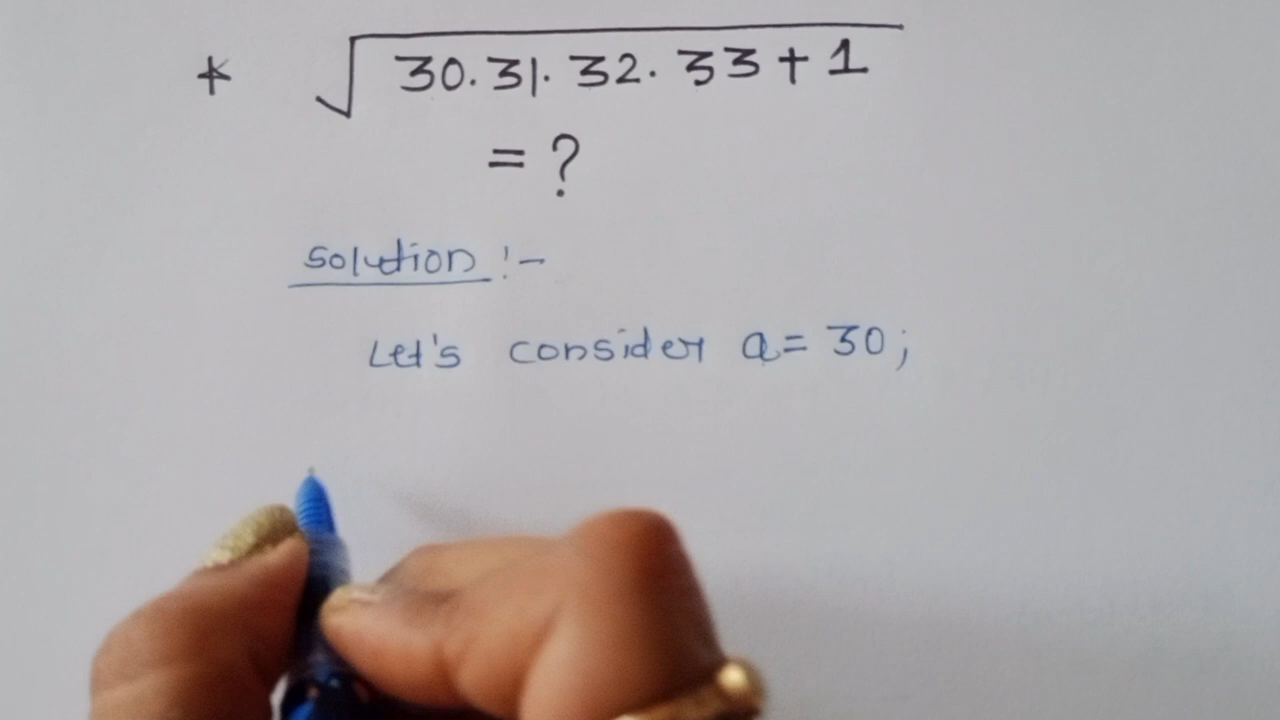 * √30.31.32.33+1
= ?
Solution :-
Let's consider a = 30;